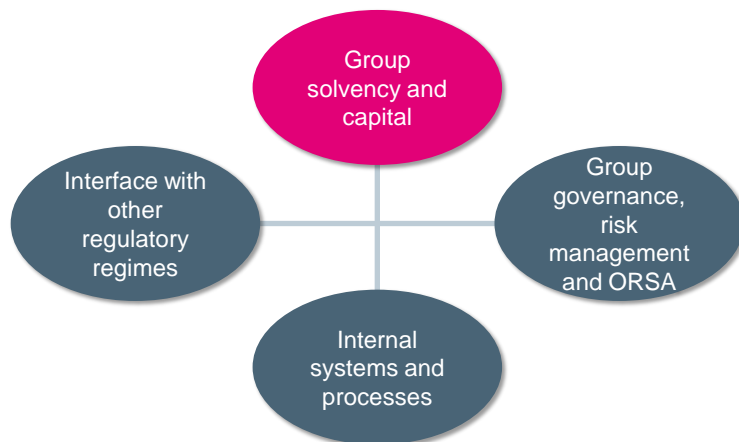 Group
solvency and
capital
Interface with
other
regulatory
regimes
Group
governance,
risk
management
and ORSA
Internal
systems and
processes